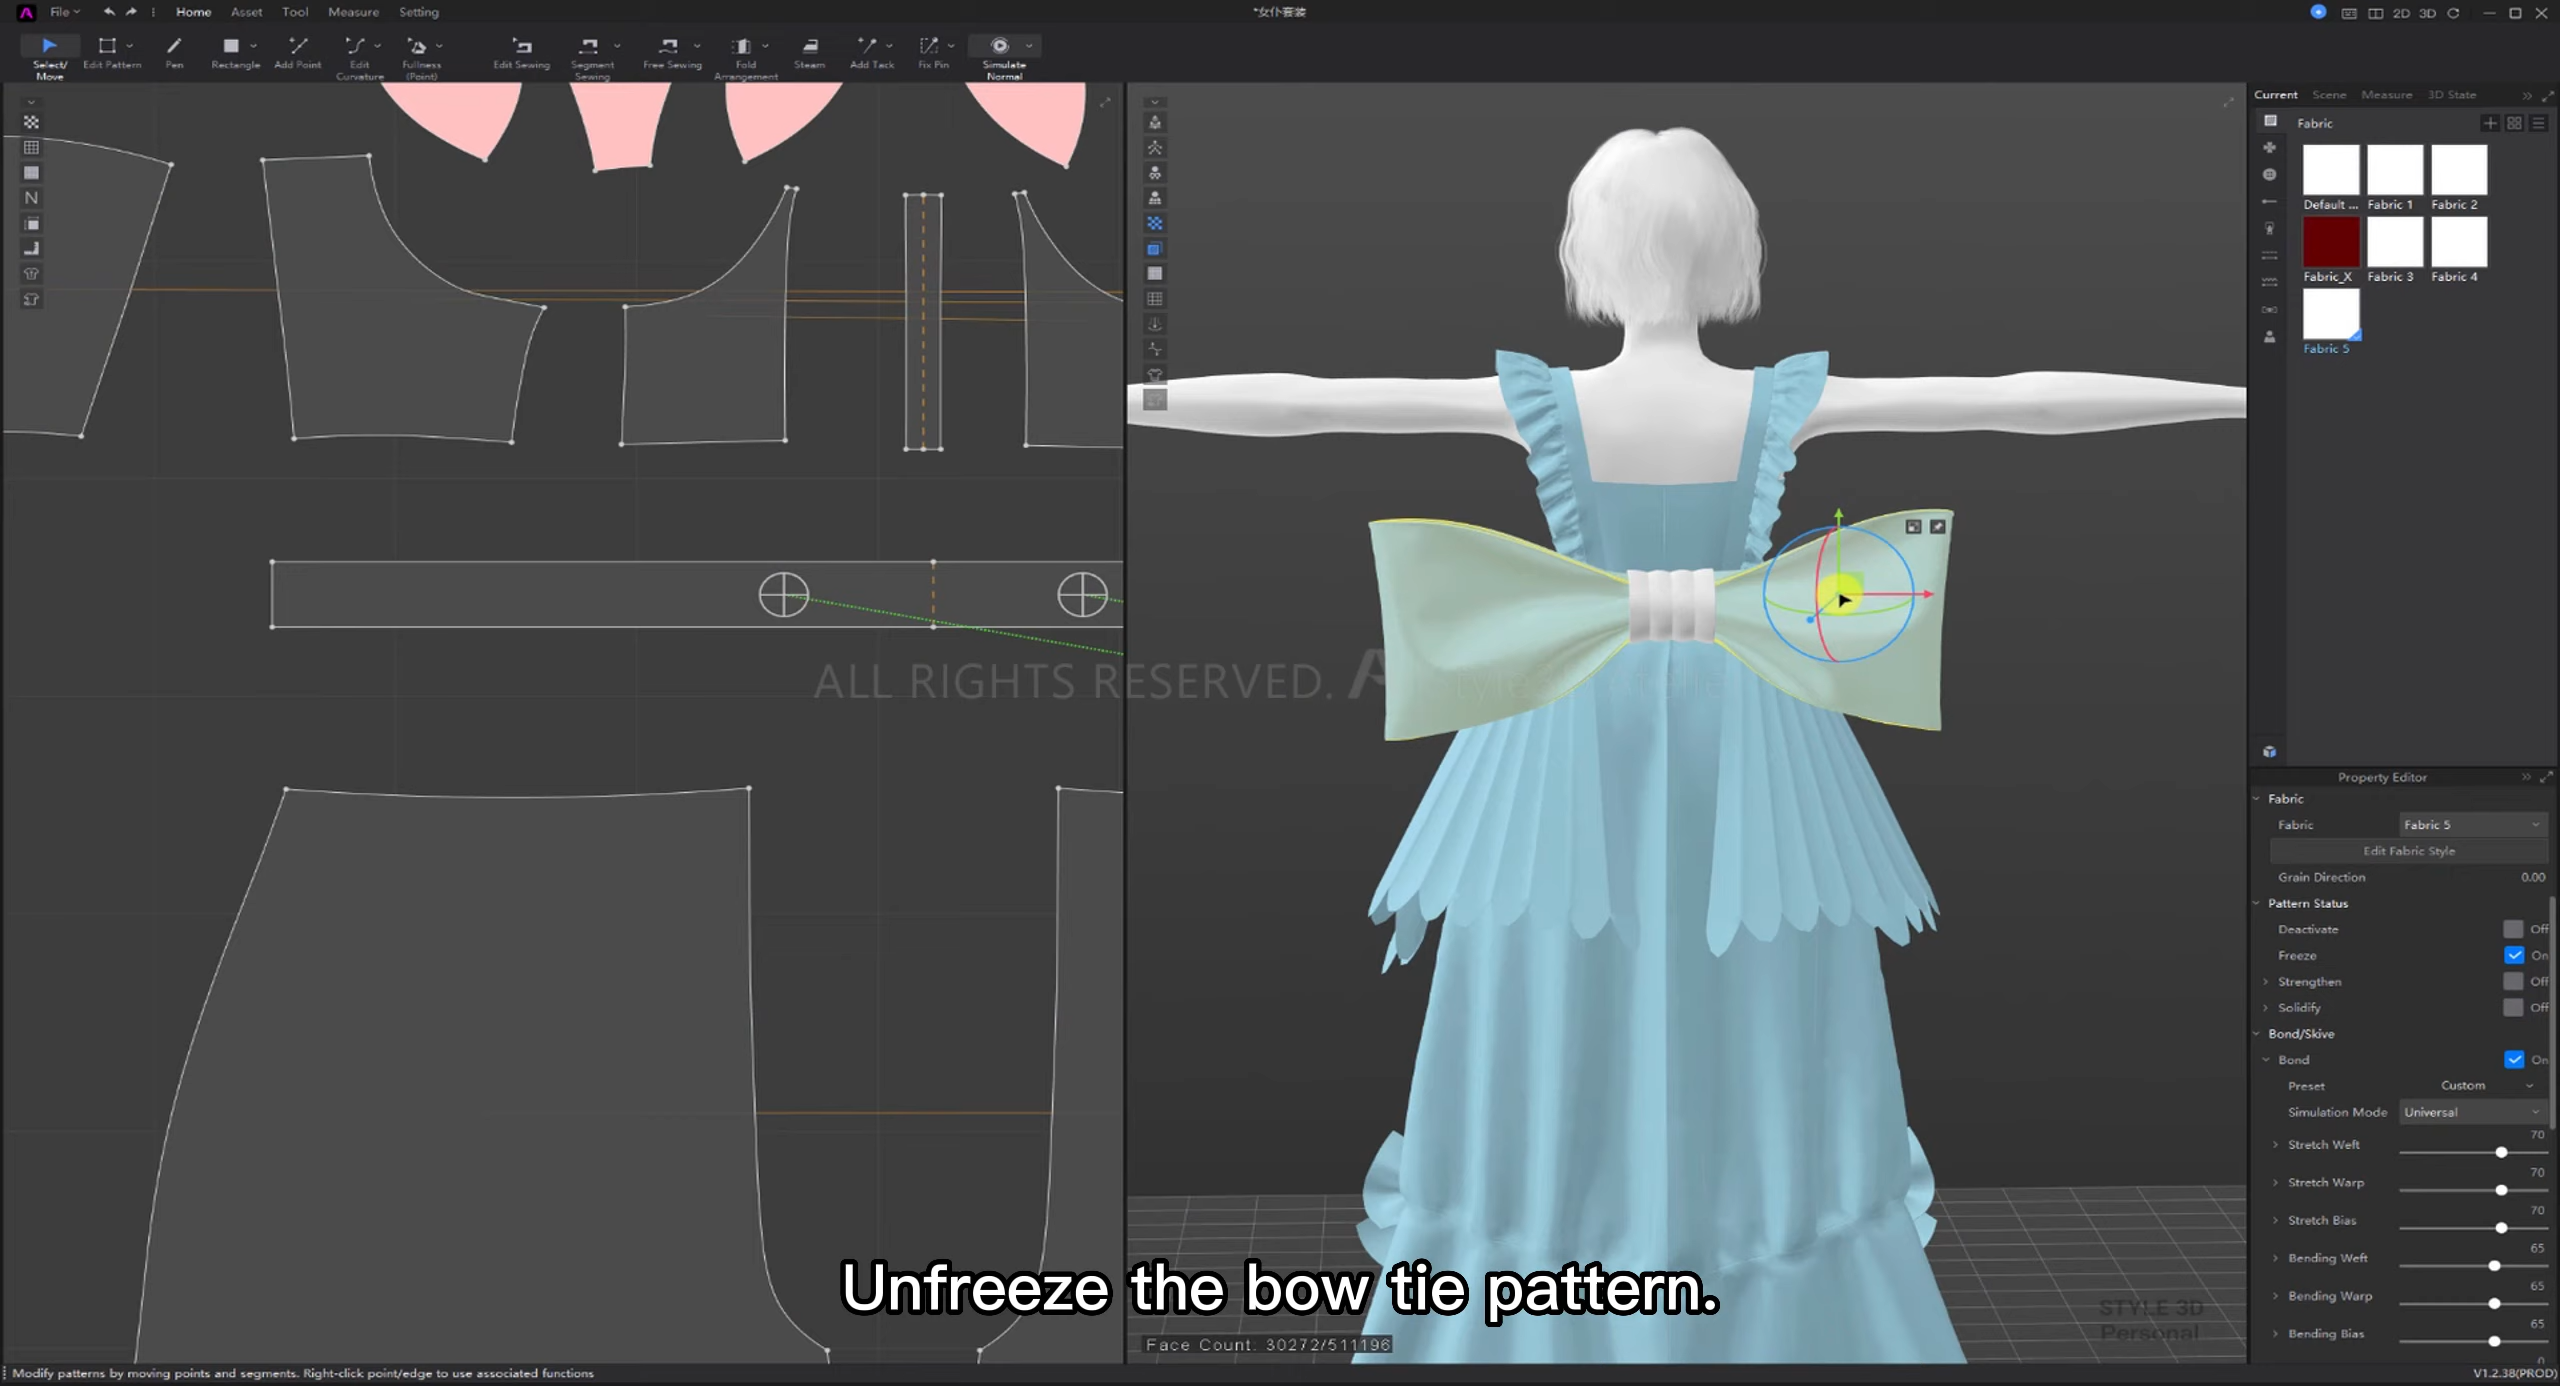 File Home Asset Tool Measure Setting
*女仆套装
2D 3D
Select/ Move
Edit Pattern
Pen
Rectangle
Add Point
Edit Curvature
Fullness (Point)
Edit Sewing
Segment Sewing
Free Sewing
Fold Arrangement
Steam
Add Tack
Fix Pin
Simulate Normal
Current Scene Measure 3D State
Fabric
Default ... Fabric 1 Fabric 2
Fabric_X Fabric 3 Fabric 4
Fabric 5
ALL RIGHTS RESERVED.
Property Editor
Fabric
Fabric Fabric 5
Edit Fabric Style
Grain Direction 0.00
Pattern Status
Deactivate Off
Freeze On
Strengthen Off
Solidify Off
Bond/Skive
Bond On
Preset Custom
Simulation Mode Universal
Stretch Weft 70
Stretch Warp 70
Stretch Bias 70
Bending Weft 65
Bending Warp 65
Bending Bias 65
Unfreeze the bow tie pattern.
STYLE 3D
Personal
Face Count: 30272/511196
Modify patterns by moving points and segments. Right-click point/edge to use associated functions
V1.2.38(PROD)